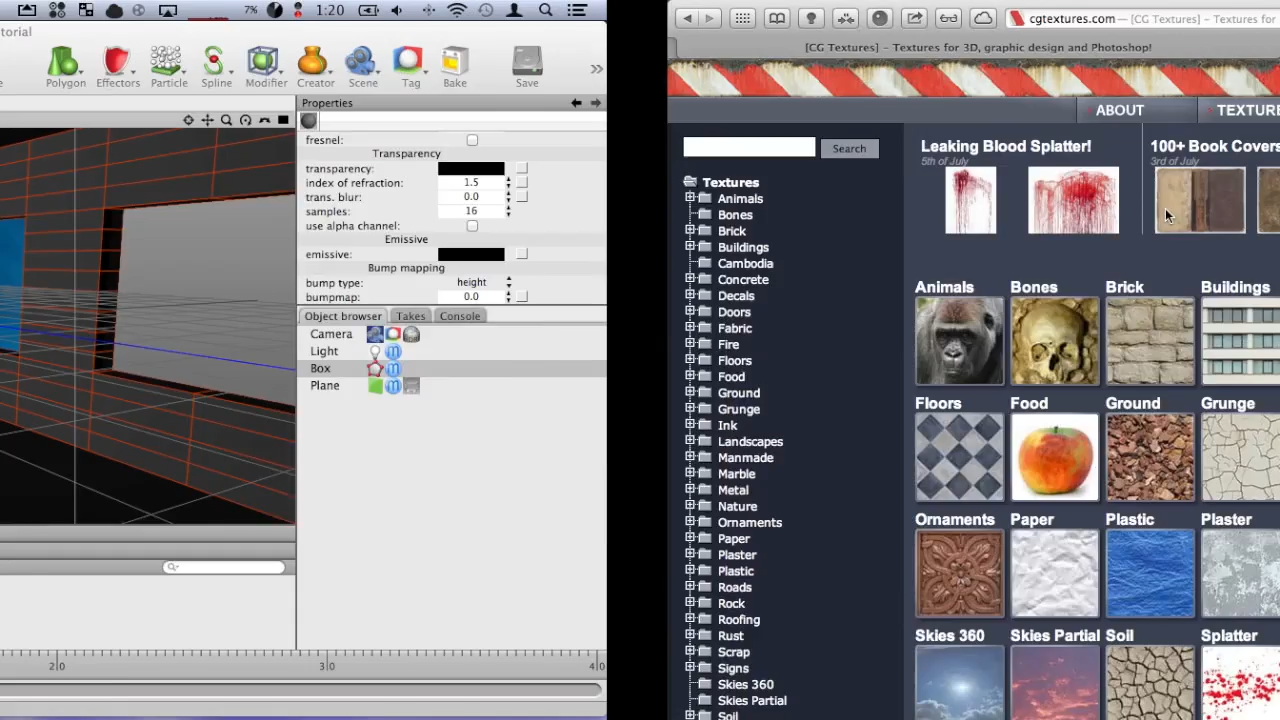 7%
1:20
torial
Polygon
Effectors
Particle
Spline
Modifier
Creator
Scene
Tag
Bake
Save
Properties
fresnel:
Transparency
transparency:
index of refraction: 1.5
trans. blur: 0.0
samples: 16
use alpha channel:
Emissive
emissive:
Bump mapping
bump type: height
bumpmap: 0.0
Object browser Takes Console
Camera
Light
Box
Plane
20 30 40
cgtextures.com — [CG Textures] – Textures for
[CG Textures] – Textures for 3D, graphic design and Photoshop!
ABOUT
TEXTURE
Search
Textures
Animals
Bones
Brick
Buildings
Cambodia
Concrete
Decals
Doors
Fabric
Fire
Floors
Food
Ground
Grunge
Ink
Landscapes
Manmade
Marble
Metal
Nature
Ornaments
Paper
Plaster
Plastic
Roads
Rock
Roofing
Rust
Scrap
Signs
Skies 360
Skies Partial
Soil
Leaking Blood Splatter!
5th of July
100+ Book Covers
3rd of July
Animals Bones Brick Buildings
Floors Food Ground Grunge
Ornaments Paper Plastic Plaster
Skies 360 Skies Partial Soil Splatter